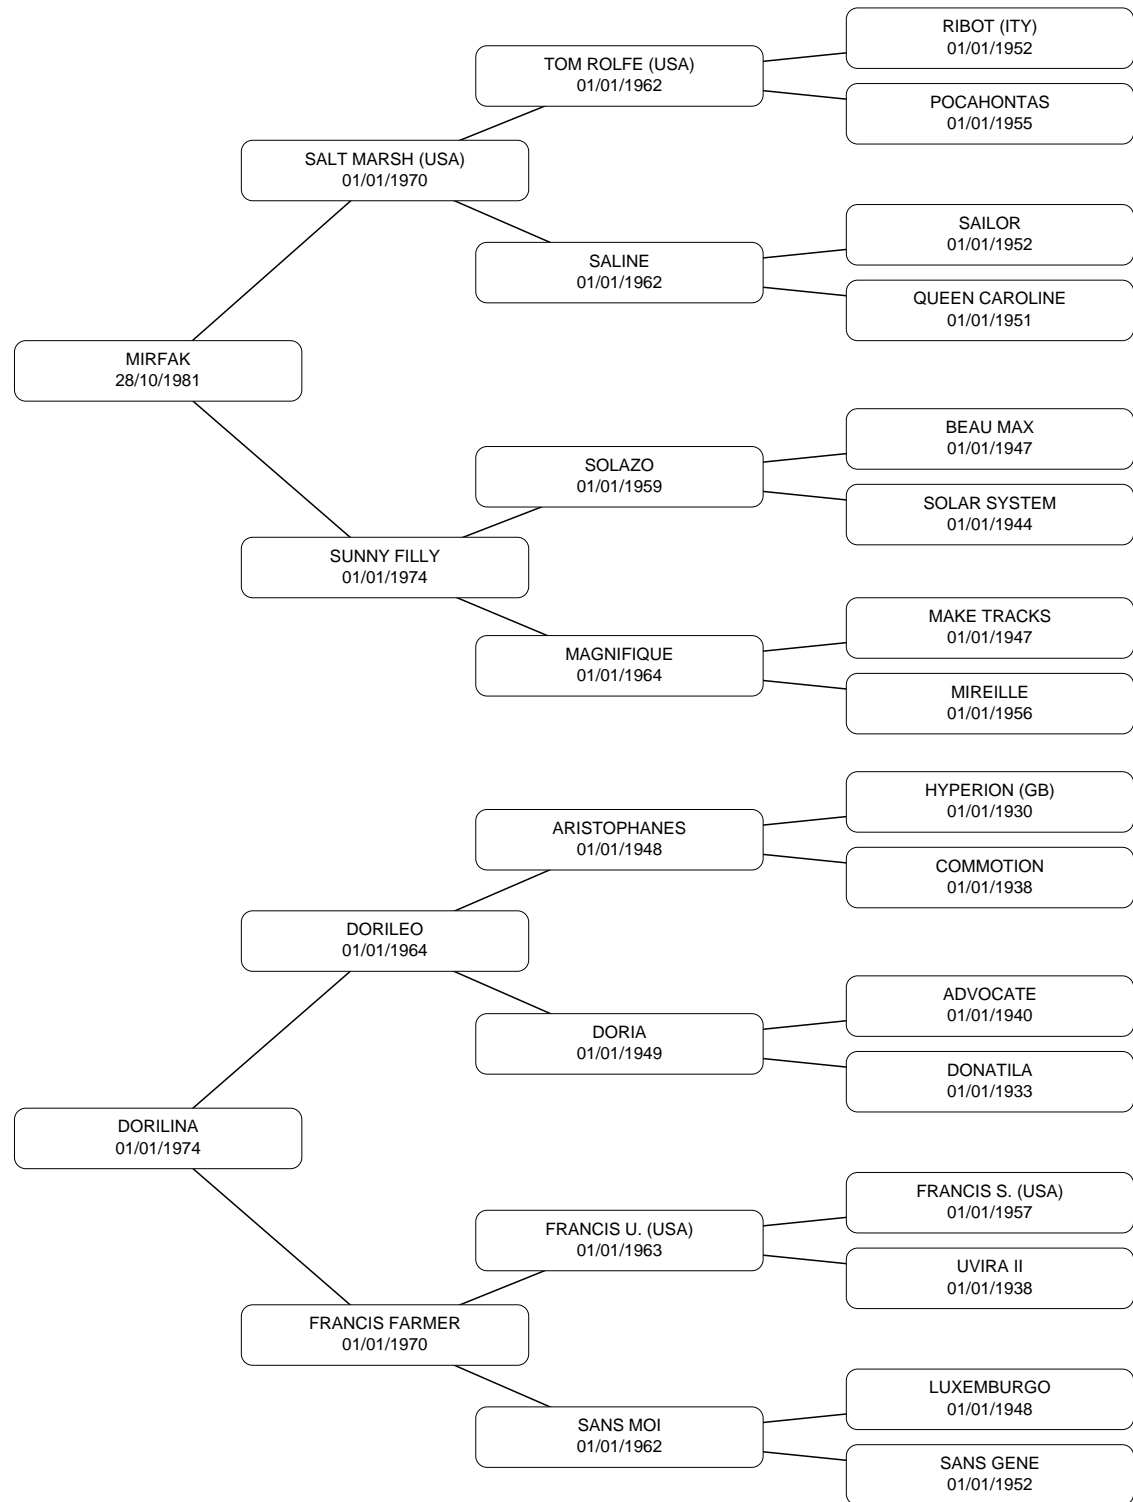 RIBOT (ITY)
01/01/1952
TOM ROLFE (USA)
01/01/1962
POCAHONTAS
01/01/1955
SALT MARSH (USA)
01/01/1970
SAILOR
01/01/1952
SALINE
01/01/1962
QUEEN CAROLINE
01/01/1951
MIRFAK
28/10/1981
BEAU MAX
01/01/1947
SOLAZO
01/01/1959
SOLAR SYSTEM
01/01/1944
SUNNY FILLY
01/01/1974
MAKE TRACKS
01/01/1947
MAGNIFIQUE
01/01/1964
MIREILLE
01/01/1956
HYPERION (GB)
01/01/1930
ARISTOPHANES
01/01/1948
COMMOTION
01/01/1938
DORILEO
01/01/1964
ADVOCATE
01/01/1940
DORIA
01/01/1949
DONATILA
01/01/1933
DORILINA
01/01/1974
FRANCIS S. (USA)
01/01/1957
FRANCIS U. (USA)
01/01/1963
UVIRA II
01/01/1938
FRANCIS FARMER
01/01/1970
LUXEMBURGO
01/01/1948
SANS MOI
01/01/1962
SANS GENE
01/01/1952